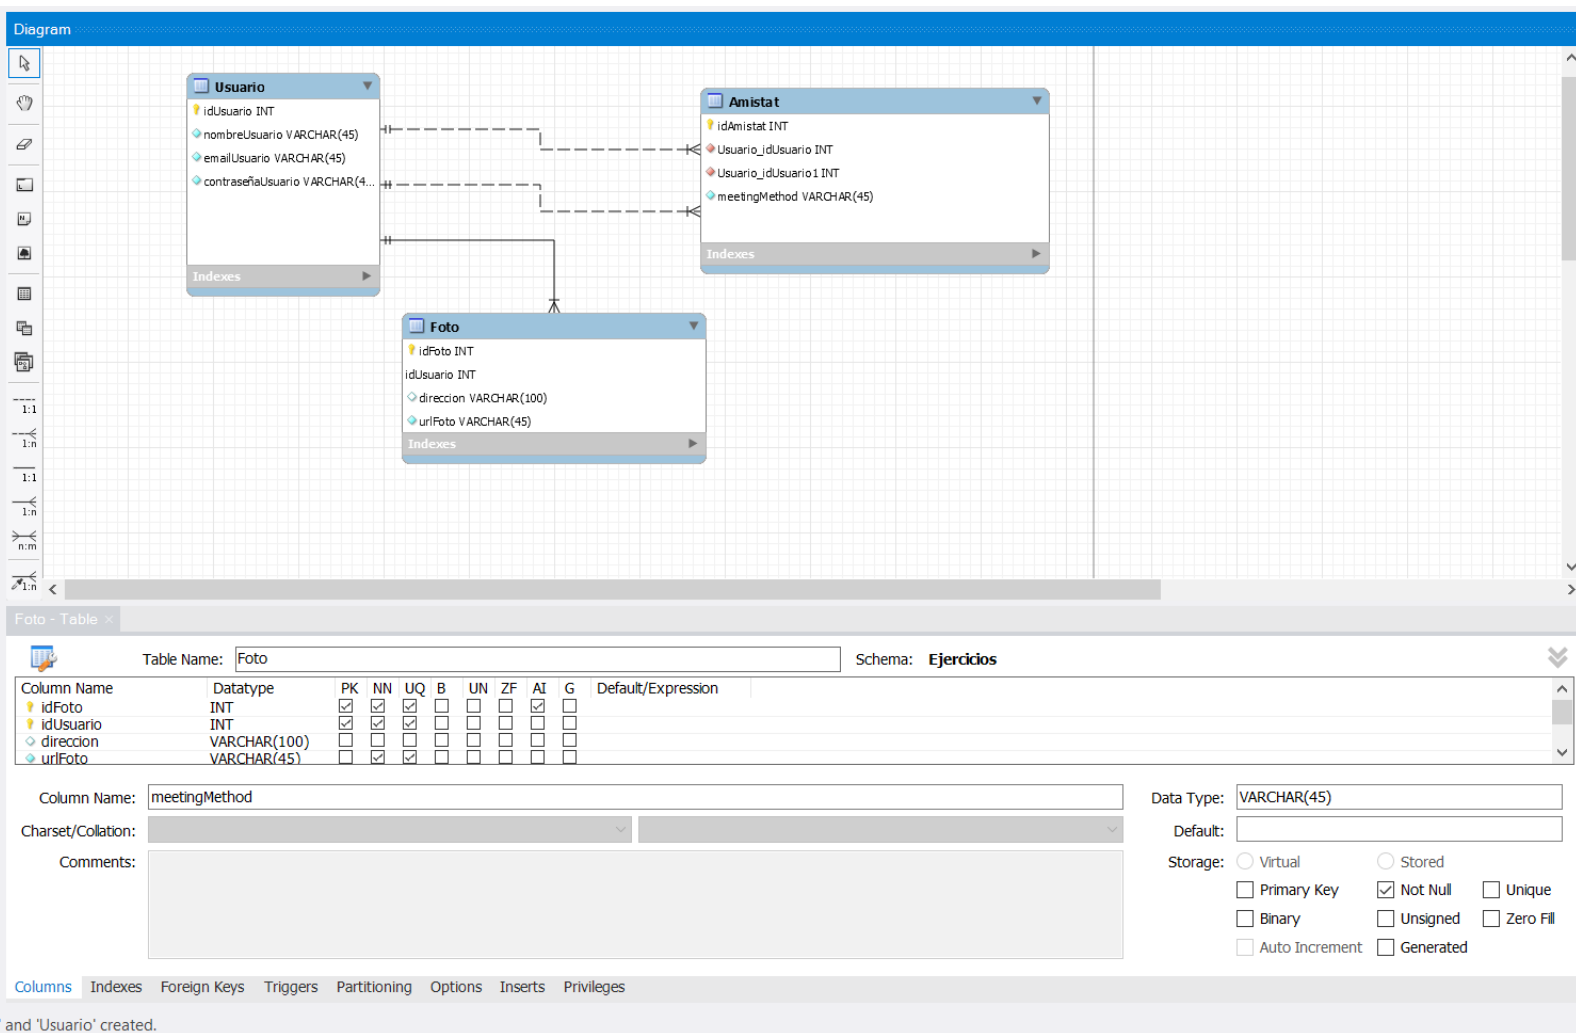 Diagram
Usuario
idUsuario INT
nombreUsuario VARCHAR(45)
emailUsuario VARCHAR(45)
contraseñaUsuario VARCHAR(4...
Indexes
Amistat
idAmistat INT
Usuario_idUsuario INT
Usuario_idUsuario1 INT
meetingMethod VARCHAR(45)
Indexes
Foto
idFoto INT
idUsuario INT
direccion VARCHAR(100)
urlFoto VARCHAR(45)
Indexes
1:1
1:n
1:1
1:n
n:m
1:n
Foto - Table ×
Table Name: Foto Schema: Ejercicios
Column Name Datatype PK NN UQ B UN ZF AI G Default/Expression
idFoto INT
idUsuario INT
direccion VARCHAR(100)
urlFoto VARCHAR(45)
Column Name: meetingMethod Data Type: VARCHAR(45)
Charset/Collation: Default:
Comments: Storage: Virtual Stored
Primary Key Not Null Unique
Binary Unsigned Zero Fill
Auto Increment Generated
Columns Indexes Foreign Keys Triggers Partitioning Options Inserts Privileges
' and 'Usuario' created.